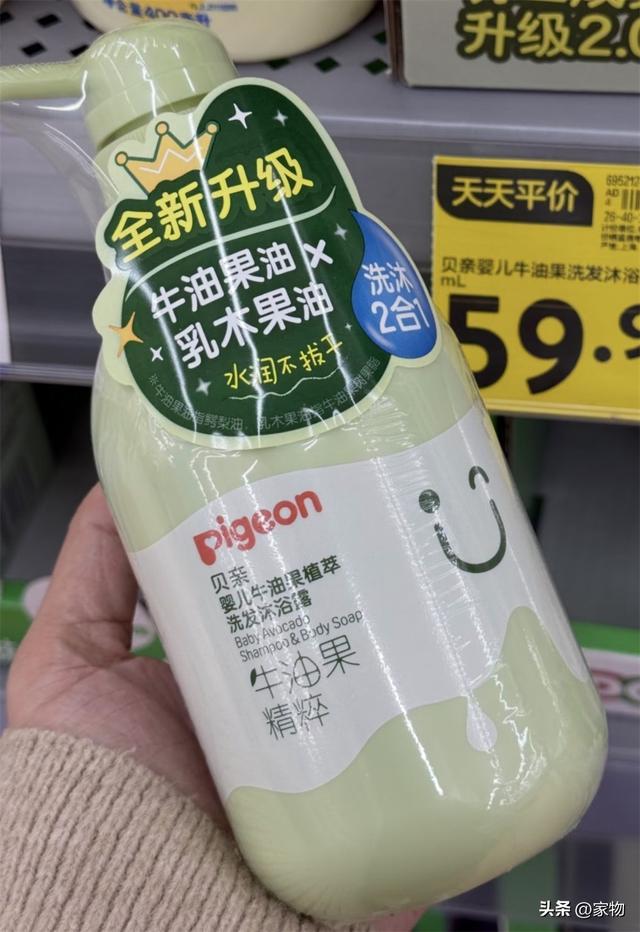 升级2.0
天天平价
贝亲婴儿牛油果洗发沐浴
mL
59.9
全新升级
牛油果油×
乳木果油
水润不拔干
洗沐
2合1
Pigeon
贝亲
婴儿牛油果植萃
洗发沐浴露
Baby Avocado
Shampoo & Body Soap
牛油果
精粹
头条 @家物